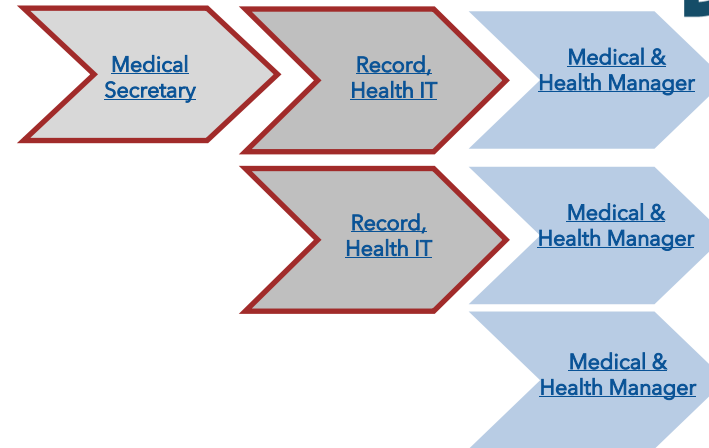 Medical
Secretary
Record,
Health IT
Medical &
Health Manager
Record,
Health IT
Medical &
Health Manager
Medical &
Health Manager